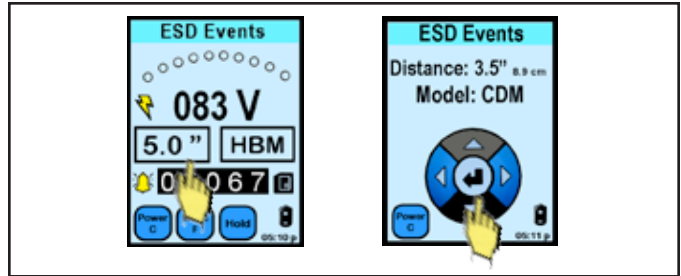 ESD Events
083 V
5.0 ”
HBM
067
Power
C
F
Hold
05:10 p
ESD Events
Distance: 3.5” 8.9 cm
Model: CDM
Power
C
05:11 p